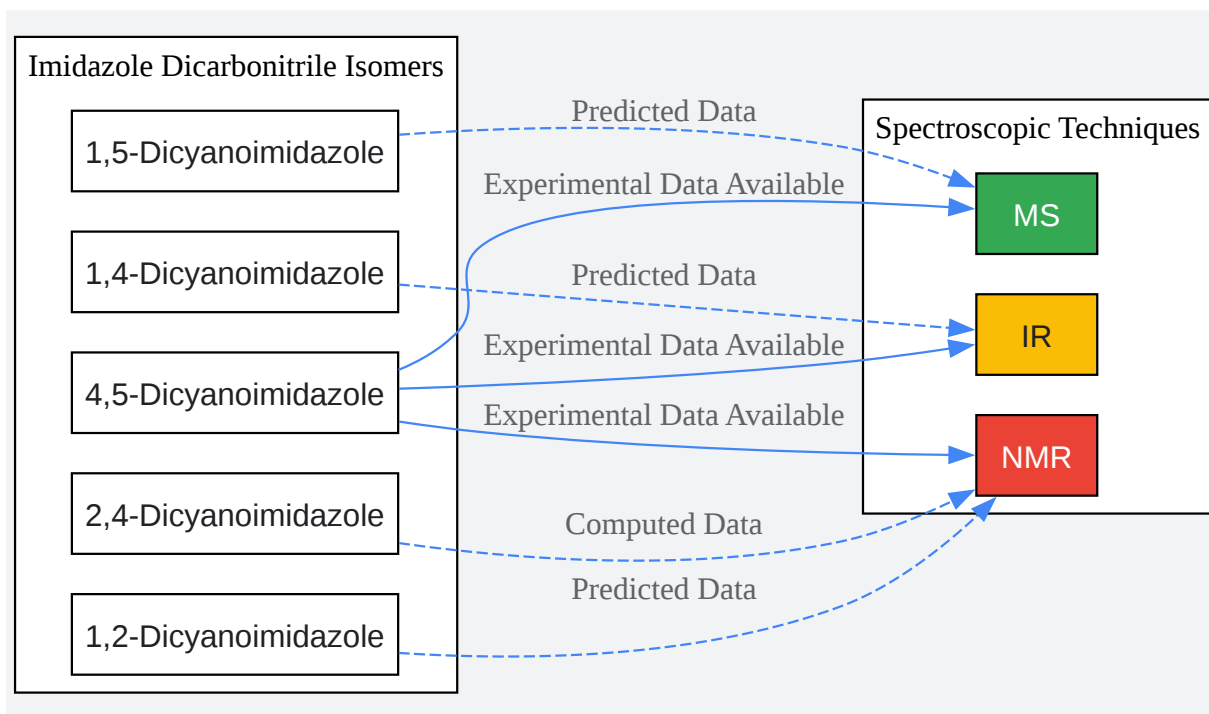 Imidazole Dicarbonitrile Isomers
1,5-Dicyanoimidazole
1,4-Dicyanoimidazole
4,5-Dicyanoimidazole
2,4-Dicyanoimidazole
1,2-Dicyanoimidazole
Predicted Data
Experimental Data Available
Predicted Data
Experimental Data Available
Experimental Data Available
Computed Data
Predicted Data
Spectroscopic Techniques
MS
IR
NMR